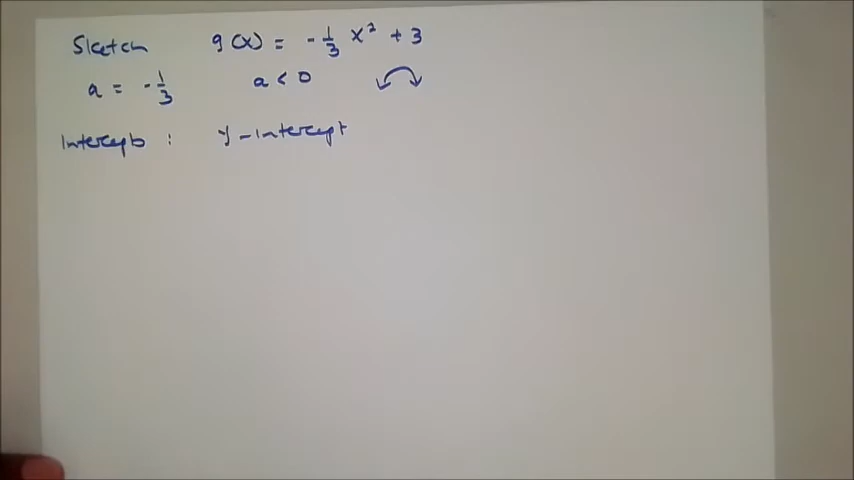 Sketch g(x) = -1/3 x² + 3
a = -1/3 a < 0
Intercepts : y-intercept